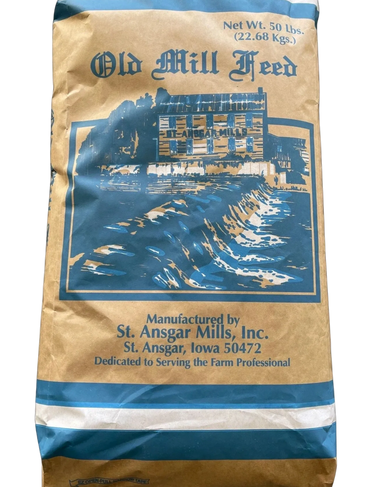 Net Wt. 50 Lbs.
(22.68 Kgs.)
Old Mill Feed
ST. ANSGAR MILLS
Manufactured by
St. Ansgar Mills, Inc.
St. Ansgar, Iowa 50472
Dedicated to Serving the Farm Professional